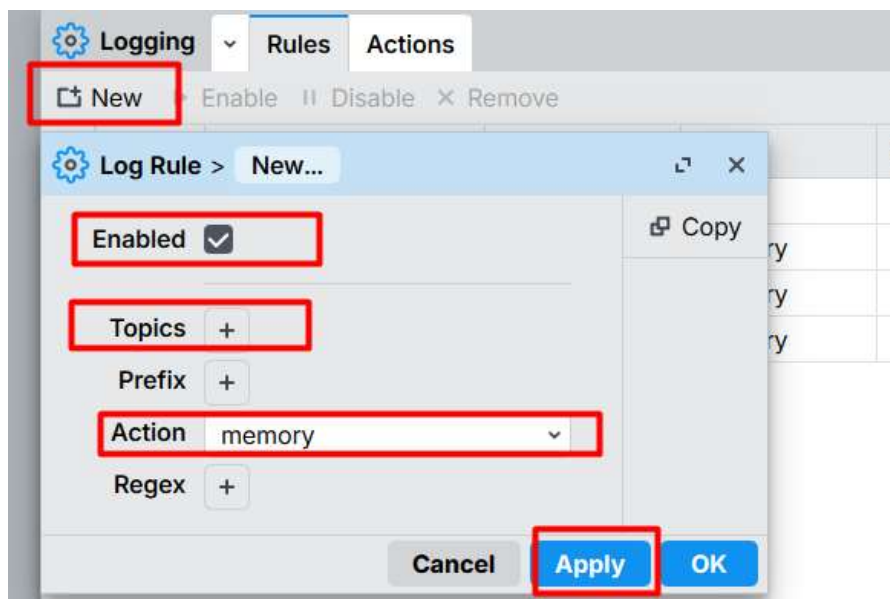 Logging Rules Actions
New Enable Disable Remove
Log Rule > New...
Enabled
Copy
ry
Topics +
ry
ry
Prefix +
Action memory
Regex +
Cancel Apply OK